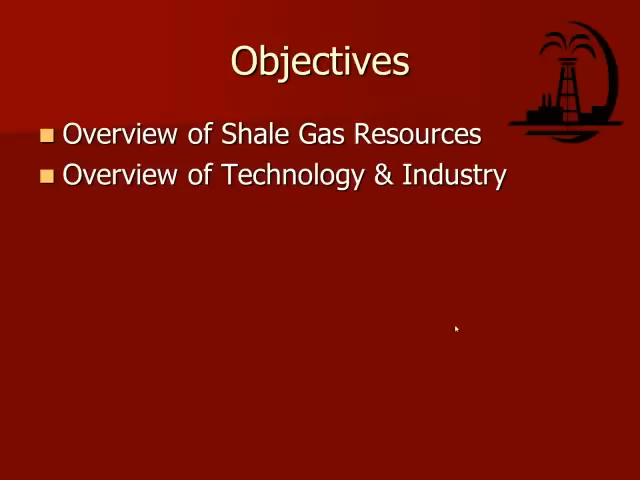 Objectives
Overview of Shale Gas Resources
Overview of Technology & Industry